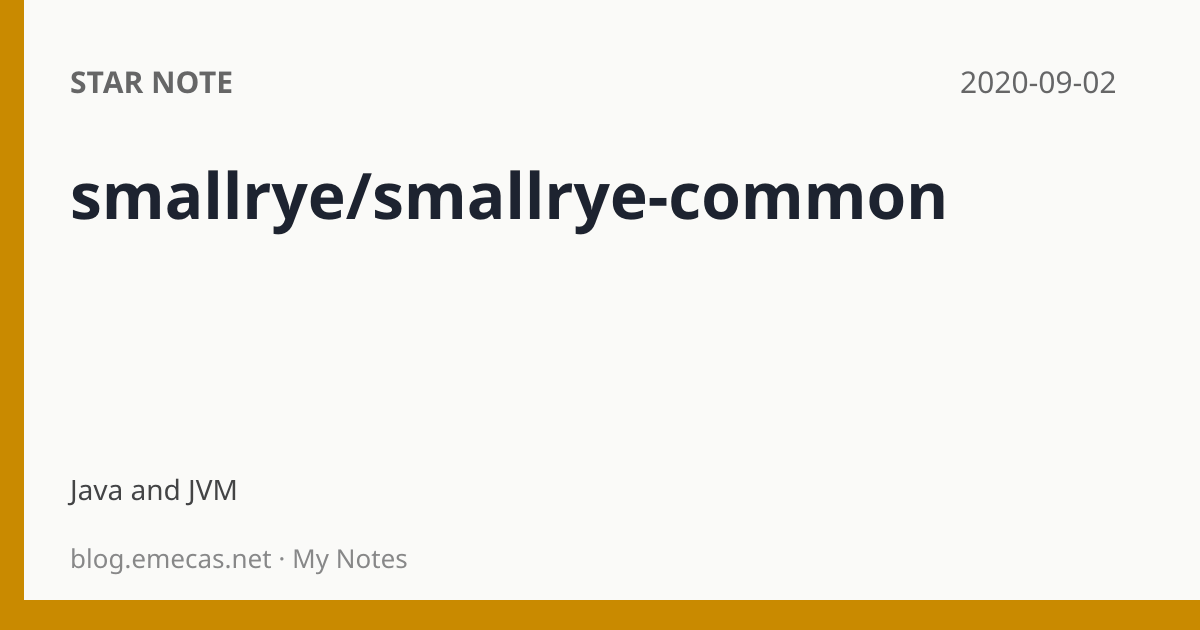 STAR NOTE
2020-09-02
smallrye/smallrye-common
Java and JVM
blog.emecas.net · My Notes